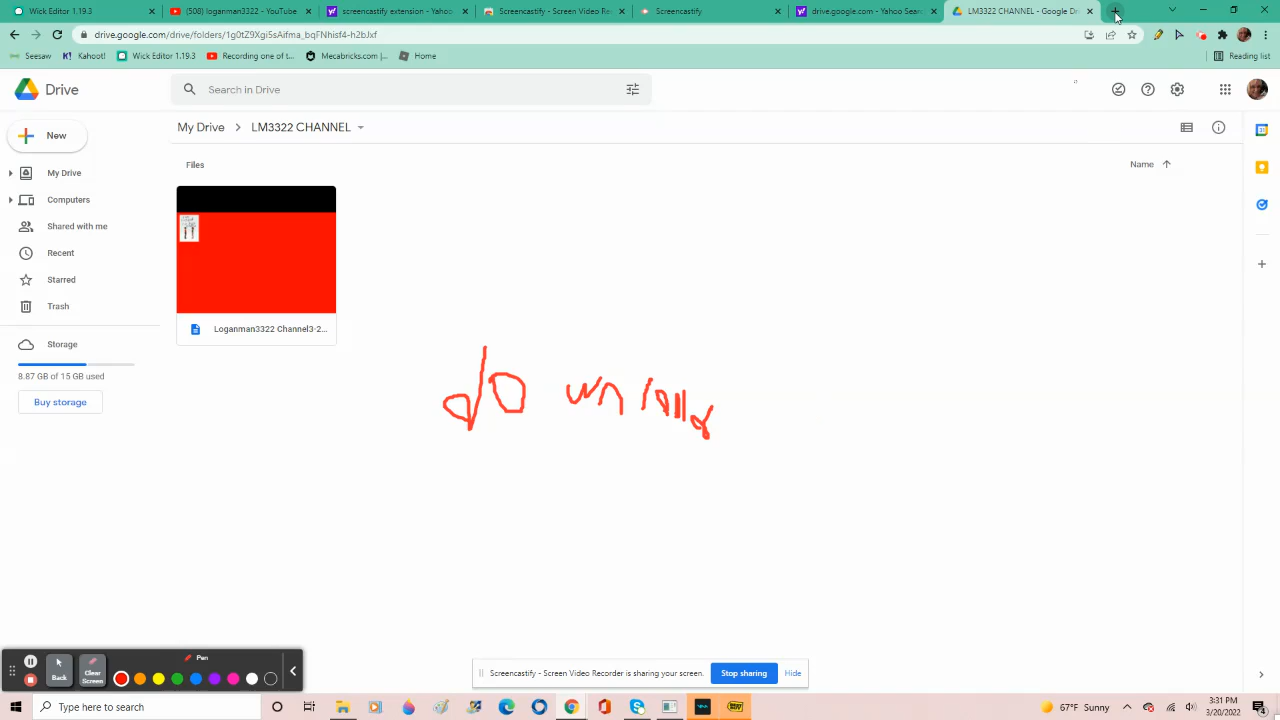 Wick Editor 1.19.3
(508) loganman3322 - YouTube
screencastify extension - Yahoo
Screencastify - Screen Video Re
Screencastify
drive.google.com - Yahoo Sear
LM3322 CHANNEL - Google Dr
drive.google.com/drive/folders/1g0tZ9Xgi5sAifma_bqFNhisf4-h2bJxf
Seesaw
Kahoot!
Wick Editor 1.19.3
Recording one of t...
Mecabricks.com |...
Home
Reading list
Drive
Search in Drive
New
My Drive
LM3322 CHANNEL
My Drive
Files
Name
Computers
Shared with me
Recent
Starred
Trash
Loganman3322 Channel3-2...
Storage
8.87 GB of 15 GB used
Buy storage
do
Pen
Back
Clear
Screen
Screencastify - Screen Video Recorder is sharing your screen.
Stop sharing
Hide
Type here to search
67°F Sunny
3:31 PM
3/20/2022